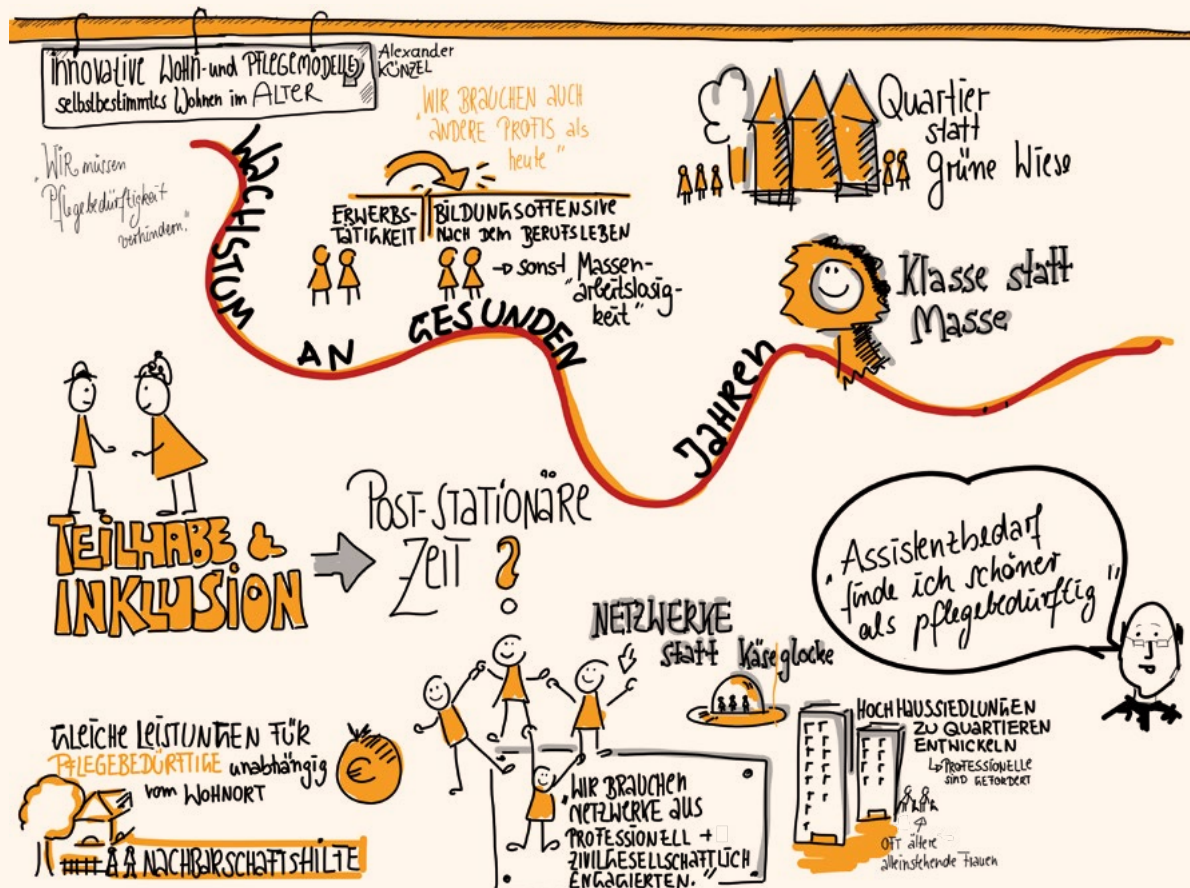 innovative Wohn- und Pflegemodelle
selbstbestimmtes Wohnen im Alter
Alexander
Künzel
„Wir müssen
Pflegebedürftigkeit
verhindern."
„Wir brauchen auch
andere Profis als
heute"
Erwerbs-
tätigkeit
Bildungsoffensive
nach dem Berufsleben
→ sonst Massen-
arbeitslosig-
keit"
Quartier
statt
Grüne Wiese
Klasse statt
Masse
Wachstum an gesunden Jahren
Teilhabe &
Inklusion
Post-stationäre
Zeit ?
„Assistenzbedarf
finde ich schöner
als pflegebedürftig"
Netzwerke
statt Käseglocke
Gleiche Leistungen für
Pflegebedürftige unabhängig
vom Wohnort
€
Nachbarschaftshilfe
„Wir brauchen
Netzwerke aus
professionell +
zivilgesellschaftlich
Engagierten."
Hochhaussiedlungen
zu Quartieren
entwickeln
↳ Professionelle
sind gefordert
oft ältere
alleinstehende Frauen